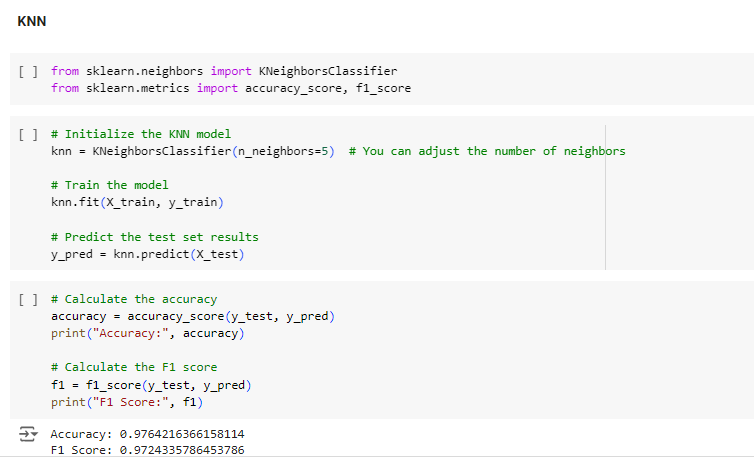 KNN
[ ] from sklearn.neighbors import KNeighborsClassifier
from sklearn.metrics import accuracy_score, f1_score
[ ] # Initialize the KNN model
knn = KNeighborsClassifier(n_neighbors=5)  # You can adjust the number of neighbors
# Train the model
knn.fit(X_train, y_train)
# Predict the test set results
y_pred = knn.predict(X_test)
[ ] # Calculate the accuracy
accuracy = accuracy_score(y_test, y_pred)
print("Accuracy:", accuracy)
# Calculate the F1 score
f1 = f1_score(y_test, y_pred)
print("F1 Score:", f1)
Accuracy: 0.9764216366158114
F1 Score: 0.9724335786453786